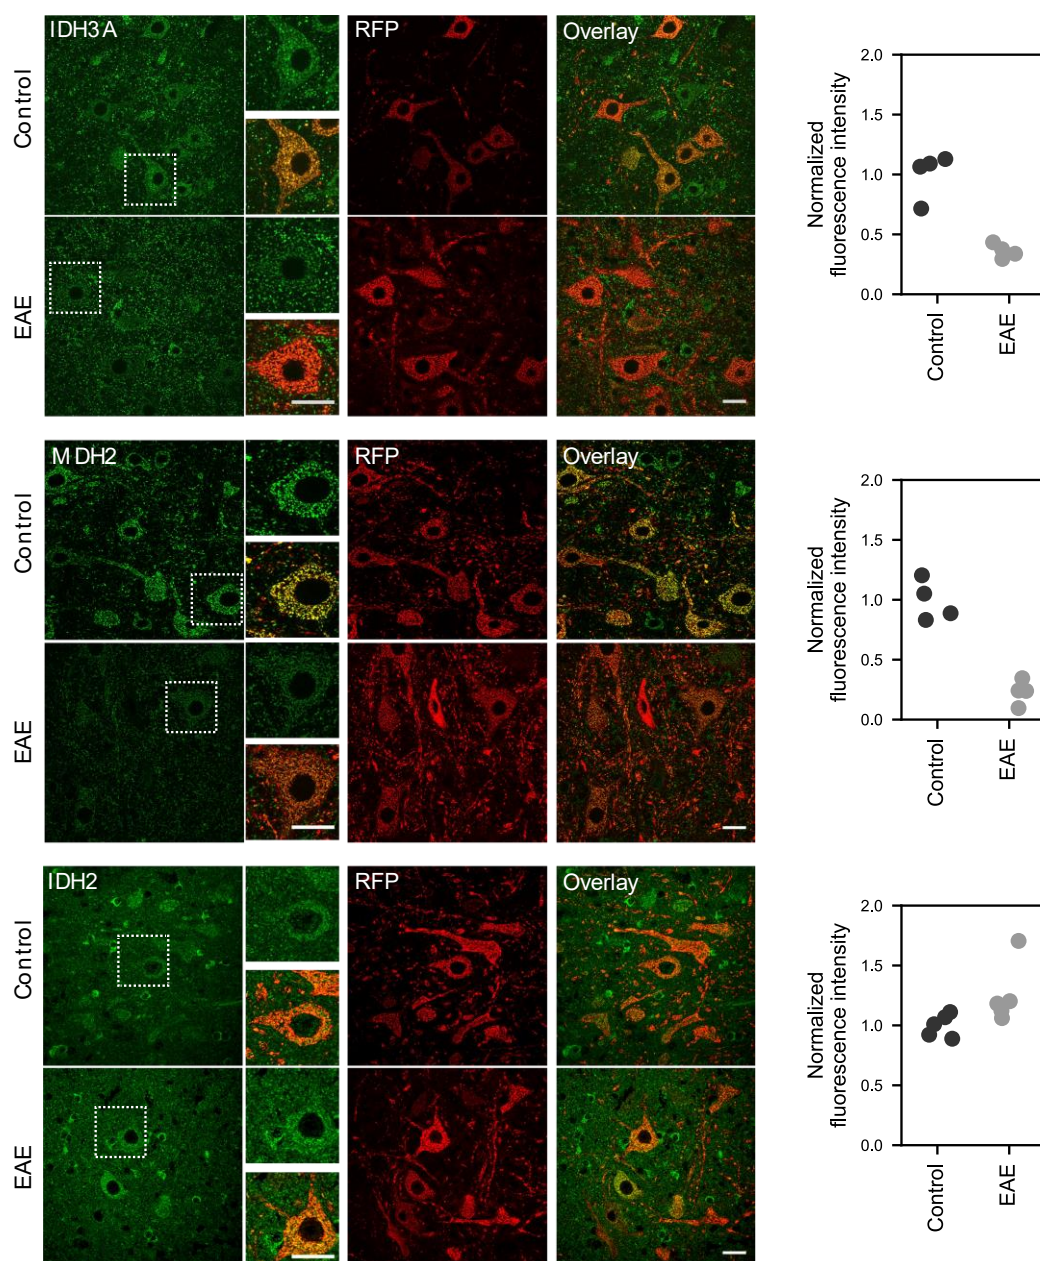 IDH3A
RFP
Overlay
Control
EAE
Normalized
fluorescence intensity
2.0
1.5
1.0
0.5
0.0
Control
EAE
MDH2
RFP
Overlay
Control
EAE
Normalized
fluorescence intensity
2.0
1.5
1.0
0.5
0.0
Control
EAE
IDH2
RFP
Overlay
Control
EAE
Normalized
fluorescence intensity
2.0
1.5
1.0
0.5
0.0
Control
EAE